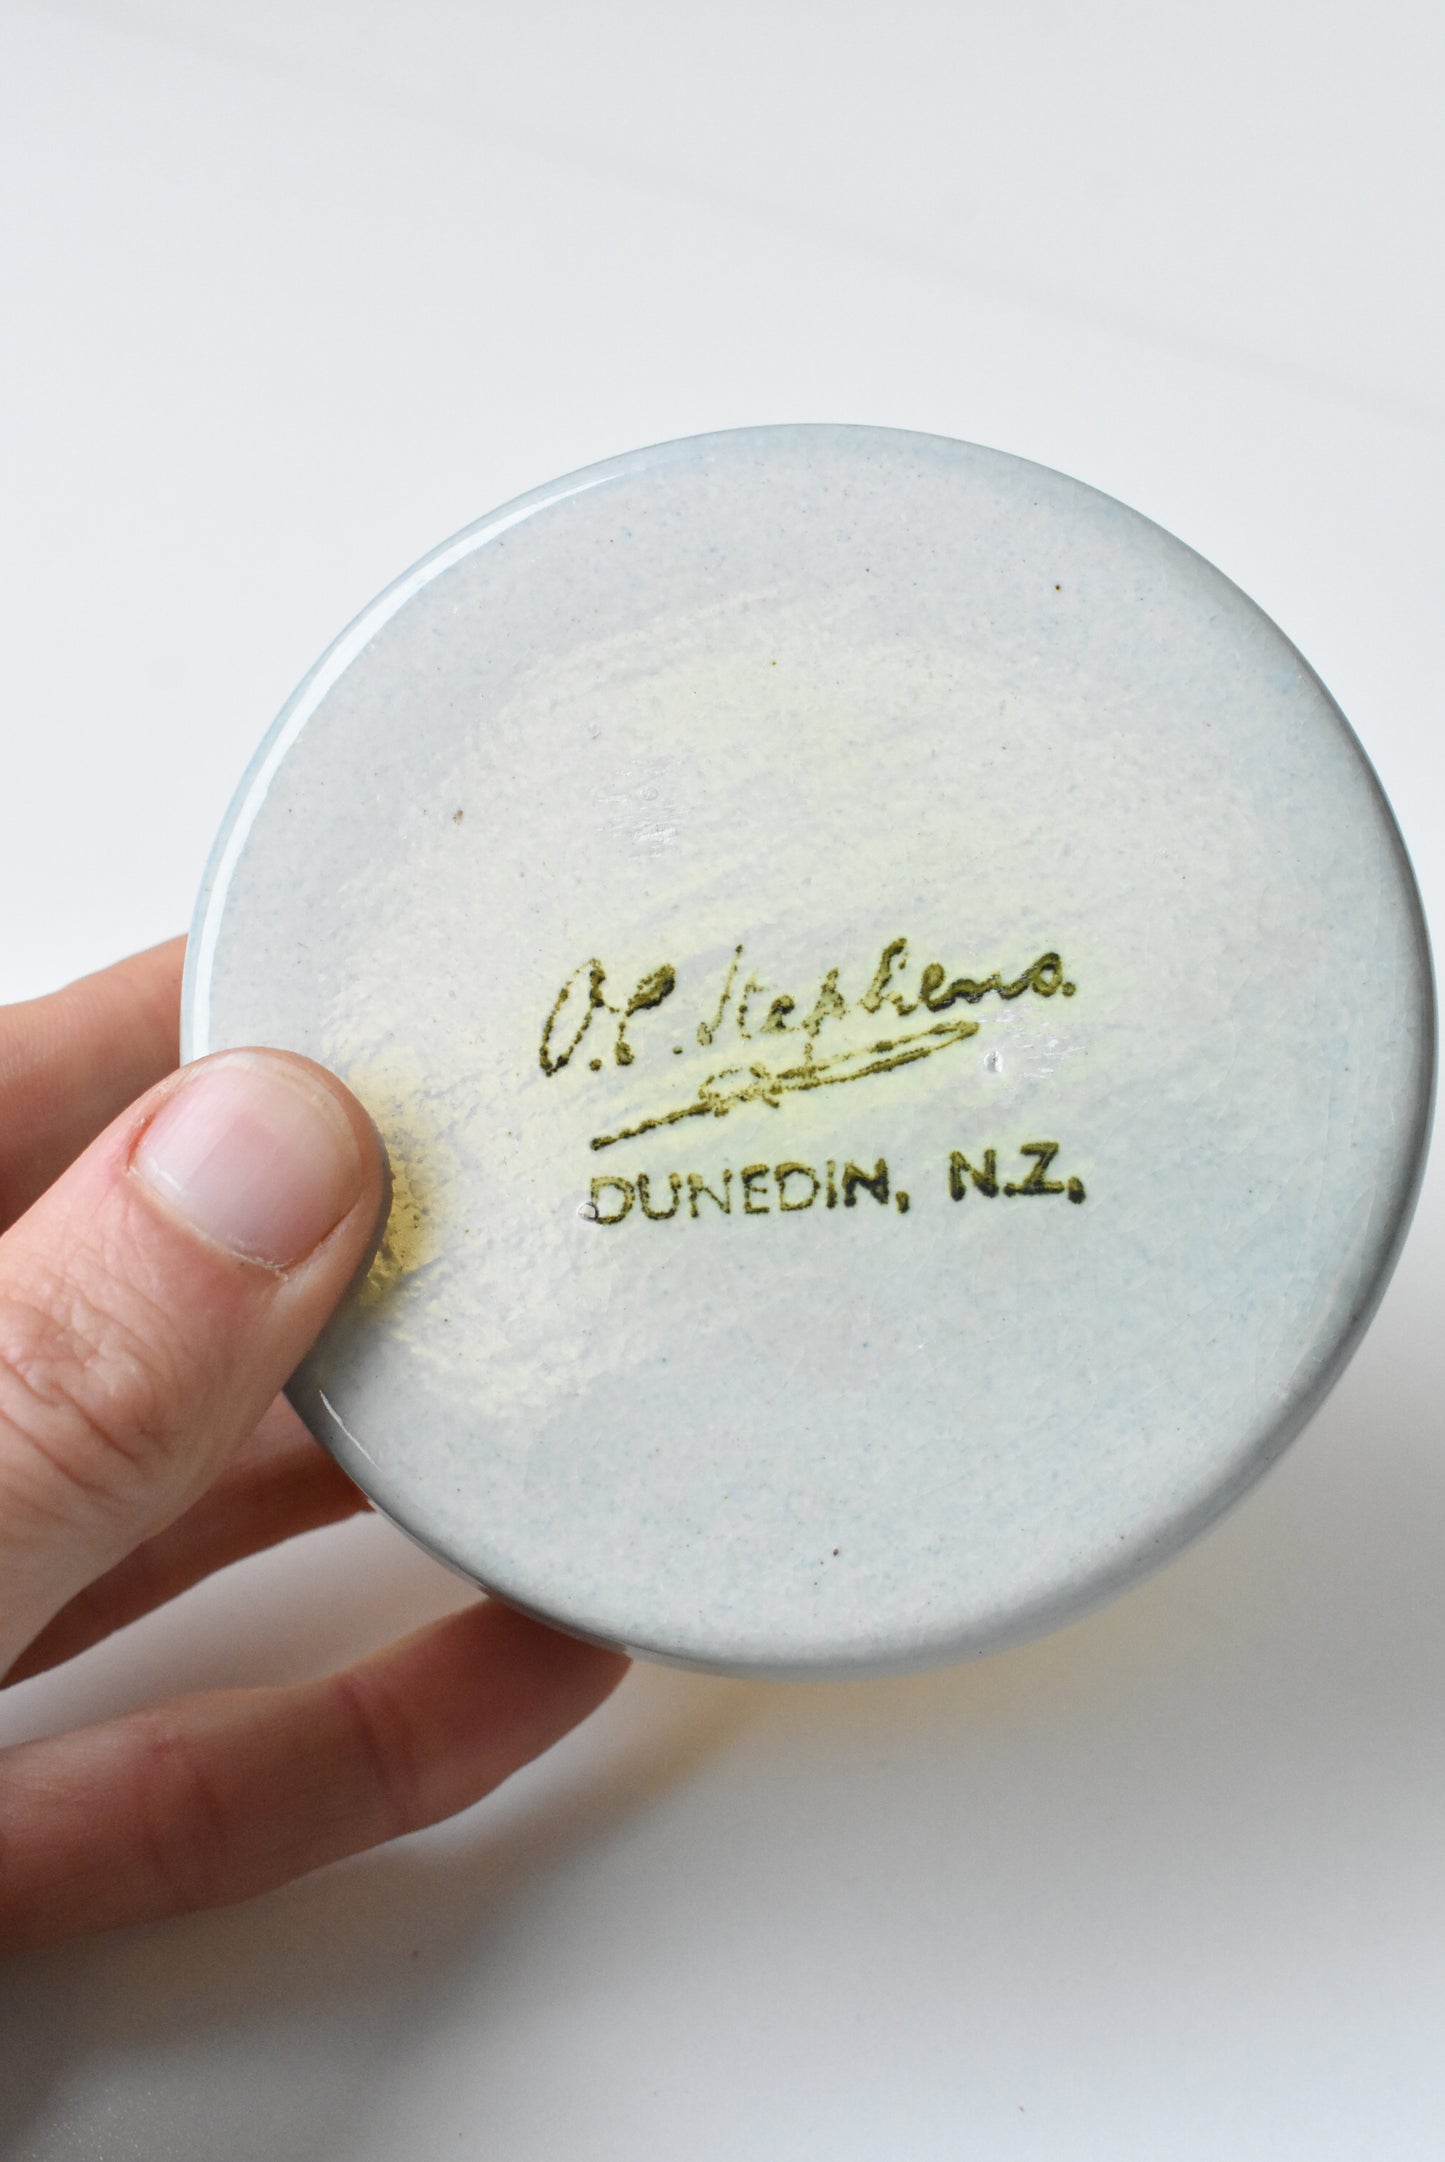 O.C. Stephens.
DUNEDIN, N.Z.